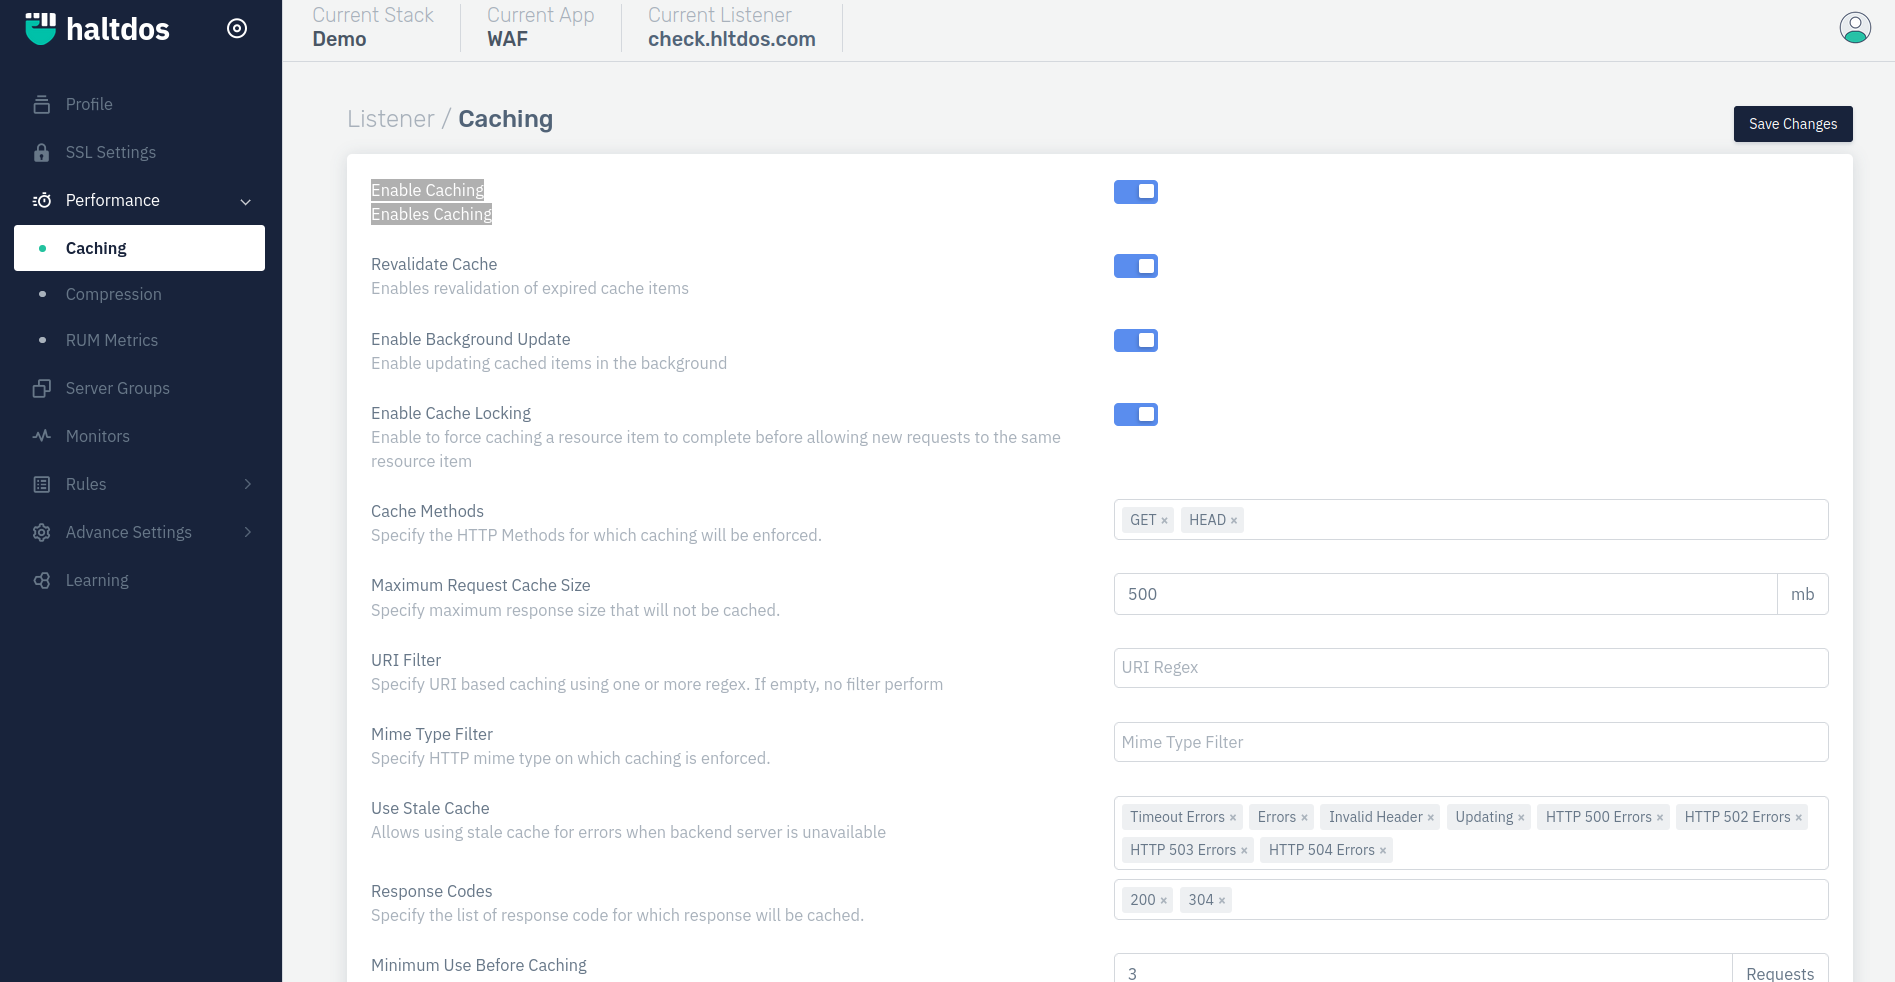 haltdos
Current Stack
Demo
Current App
WAF
Current Listener
check.hltdos.com
Profile
SSL Settings
Performance
Caching
Compression
RUM Metrics
Server Groups
Monitors
Rules
Advance Settings
Learning
Listener / Caching
Save Changes
Enable Caching
Enables Caching
Revalidate Cache
Enables revalidation of expired cache items
Enable Background Update
Enable updating cached items in the background
Enable Cache Locking
Enable to force caching a resource item to complete before allowing new requests to the same
resource item
Cache Methods
Specify the HTTP Methods for which caching will be enforced.
GET × HEAD ×
Maximum Request Cache Size
Specify maximum response size that will not be cached.
500 mb
URI Filter
Specify URI based caching using one or more regex. If empty, no filter perform
URI Regex
Mime Type Filter
Specify HTTP mime type on which caching is enforced.
Mime Type Filter
Use Stale Cache
Allows using stale cache for errors when backend server is unavailable
Timeout Errors × Errors × Invalid Header × Updating × HTTP 500 Errors × HTTP 502 Errors ×
HTTP 503 Errors × HTTP 504 Errors ×
Response Codes
Specify the list of response code for which response will be cached.
200 × 304 ×
Minimum Use Before Caching
3 Requests